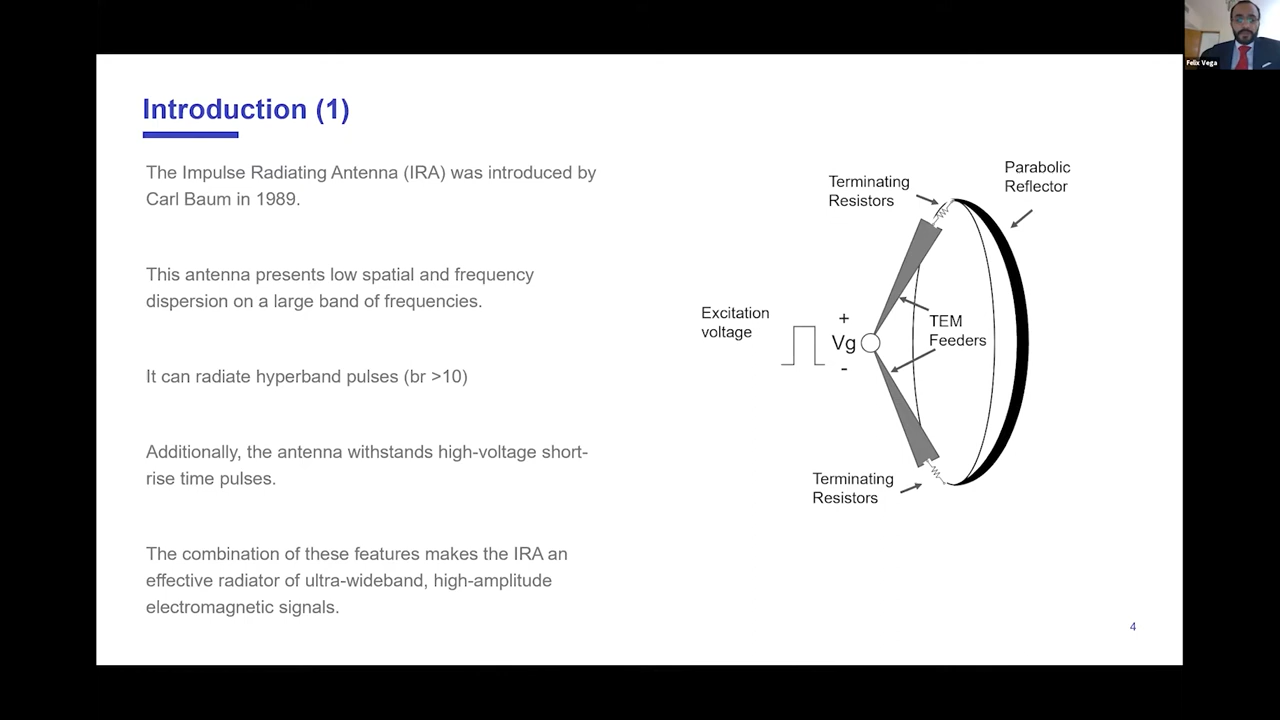 Felix Vega
Introduction (1)
The Impulse Radiating Antenna (IRA) was introduced by
Carl Baum in 1989.
This antenna presents low spatial and frequency
dispersion on a large band of frequencies.
It can radiate hyperband pulses (br >10)
Additionally, the antenna withstands high-voltage short-
rise time pulses.
The combination of these features makes the IRA an
effective radiator of ultra-wideband, high-amplitude
electromagnetic signals.
Terminating
Resistors
Parabolic
Reflector
Excitation
voltage
+
Vg
-
TEM
Feeders
Terminating
Resistors
4